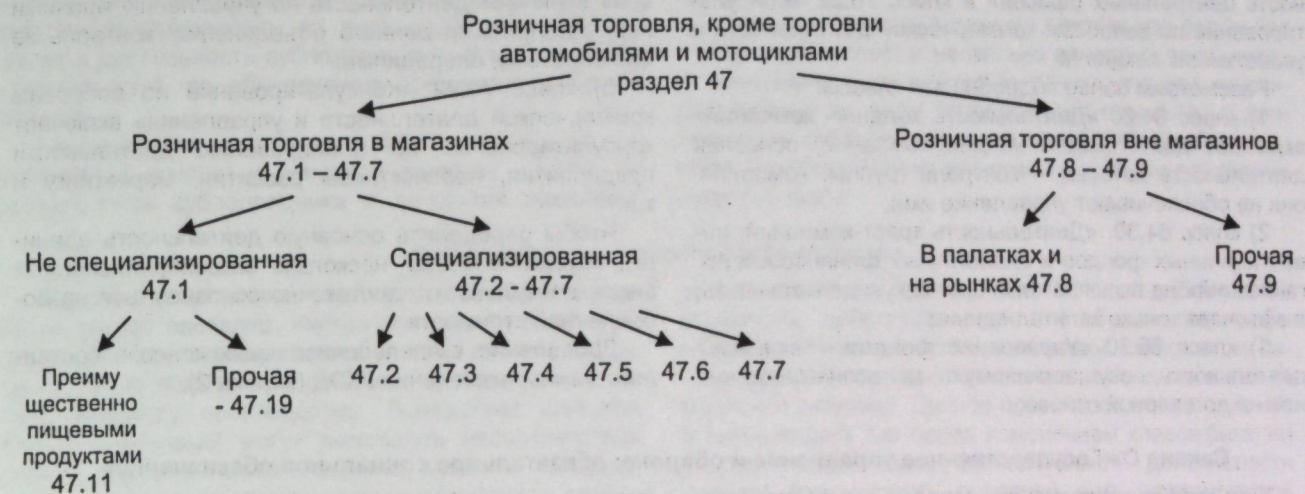 Розничная торговля, кроме торговли
автомобилями и мотоциклами
раздел 47
Розничная торговля в магазинах
47.1 – 47.7
Розничная торговля вне магазинов
47.8 – 47.9
Не специализированная
47.1
Специализированная
47.2 - 47.7
В палатках и
на рынках 47.8
Прочая
47.9
Преиму
щественно
пищевыми
продуктами
47.11
Прочая
- 47.19
47.2 47.3 47.4 47.5 47.6 47.7